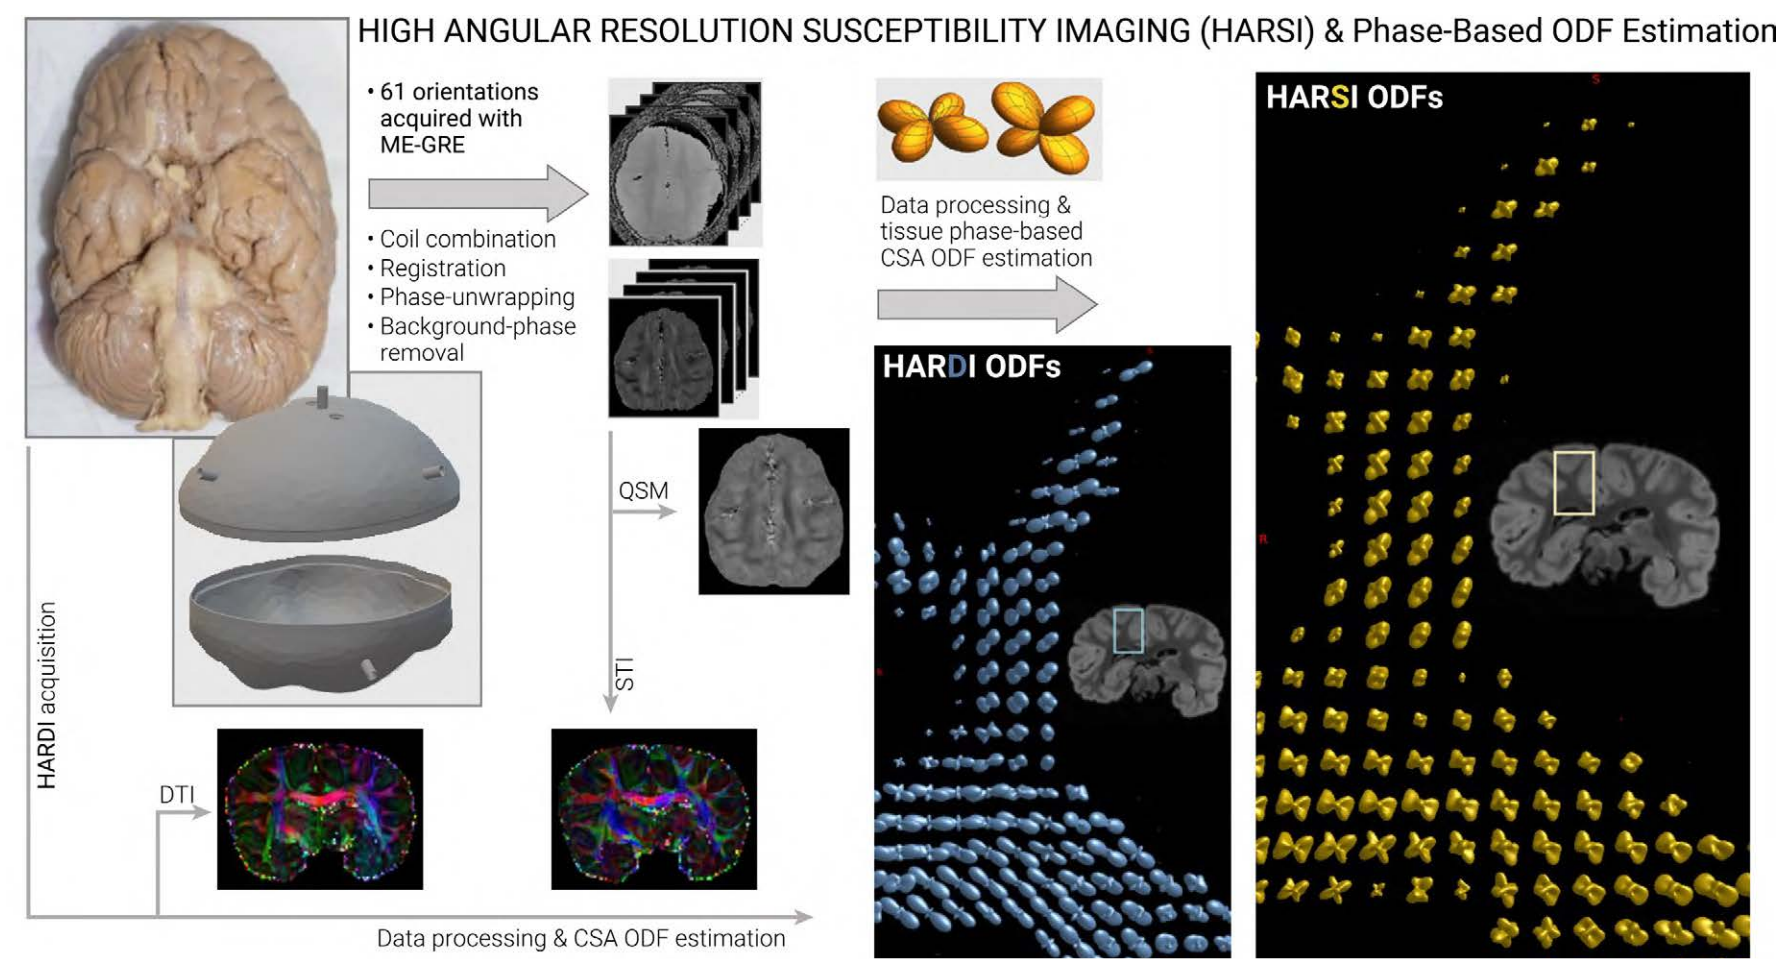 HIGH ANGULAR RESOLUTION SUSCEPTIBILITY IMAGING (HARSI) & Phase-Based ODF Estimation
• 61 orientations
acquired with
ME-GRE
• Coil combination
• Registration
• Phase-unwrapping
• Background-phase
removal
Data processing &
tissue phase-based
CSA ODF estimation
HARDI ODFs
S
HARSI ODFs
S
R
QSM
STI
HARDI acquisition
DTI
Data processing & CSA ODF estimation